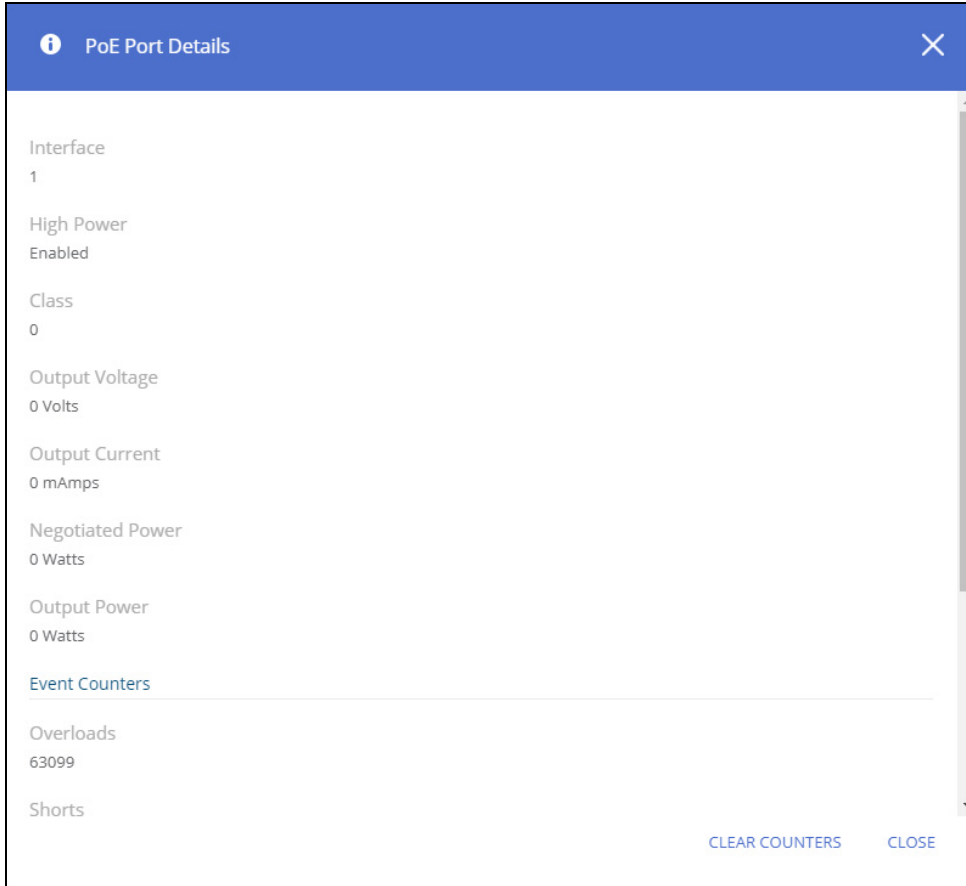 PoE Port Details
Interface
1
High Power
Enabled
Class
0
Output Voltage
0 Volts
Output Current
0 mAmps
Negotiated Power
0 Watts
Output Power
0 Watts
Event Counters
Overloads
63099
Shorts
CLEAR COUNTERS CLOSE